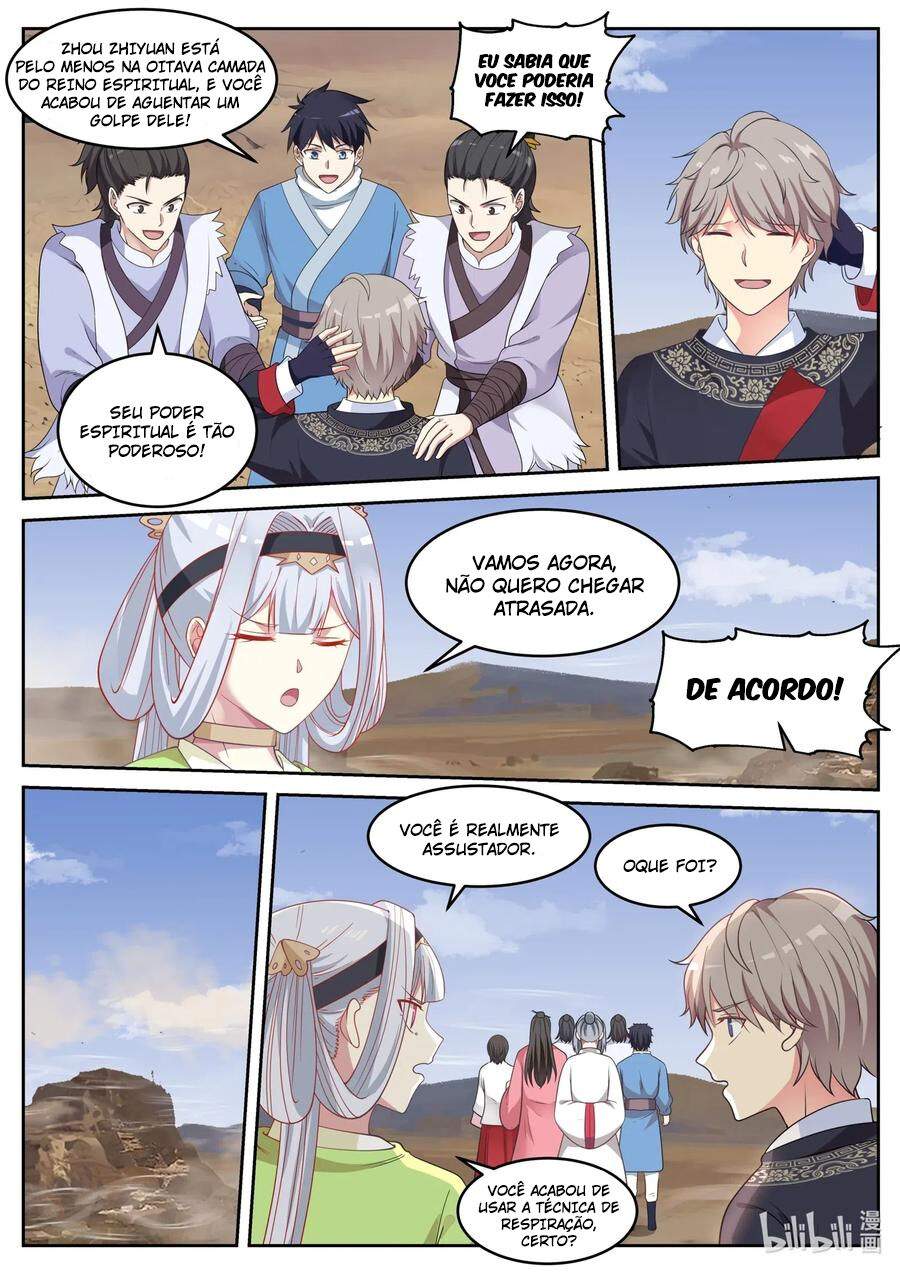 ZHOU ZHIYUAN ESTÁ
PELO MENOS NA OITAVA CAMADA
DO REINO ESPIRITUAL, E VOCÊ
ACABOU DE AGUENTAR UM
GOLPE DELE!
EU SABIA QUE
VOCE PODERIA
FAZER ISSO!
SEU PODER
ESPIRITUAL É TÃO
PODEROSO!
VAMOS AGORA,
NÃO QUERO CHEGAR
ATRASADA.
DE ACORDO!
VOCÊ É REALMENTE
ASSUSTADOR.
OQUE FOI?
VOCÊ ACABOU DE
USAR A TÉCNICA DE
RESPIRAÇÃO,
CERTO?
bilibili 漫画